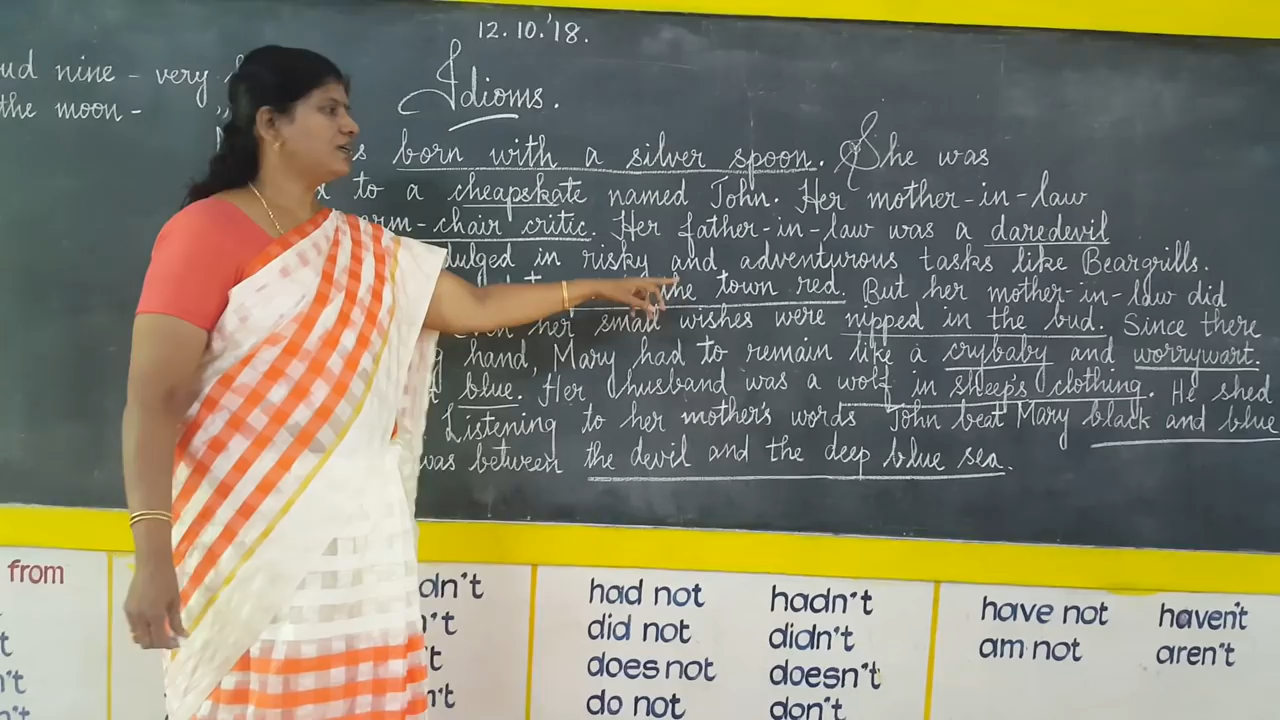 12.10.'18.
Idioms.
nine - very
the moon - "
born with a silver spoon. She was
to a cheapskate named John. Her mother-in-law
chair critic. Her father-in-law was a daredevil
in risky and adventurous tasks like Beargrills.
the town red. But her mother-in-law did
her small wishes were nipped in the bud. Since there
hand, Mary had to remain like a crybaby and worrywart.
blue. Her husband was a wolf in sheep's clothing. He shed
Listening to her mother's words John beat Mary black and blue
was between the devil and the deep blue sea.
from
had not hadn't
did not didn't
does not doesn't
do not don't
have not haven't
am not aren't